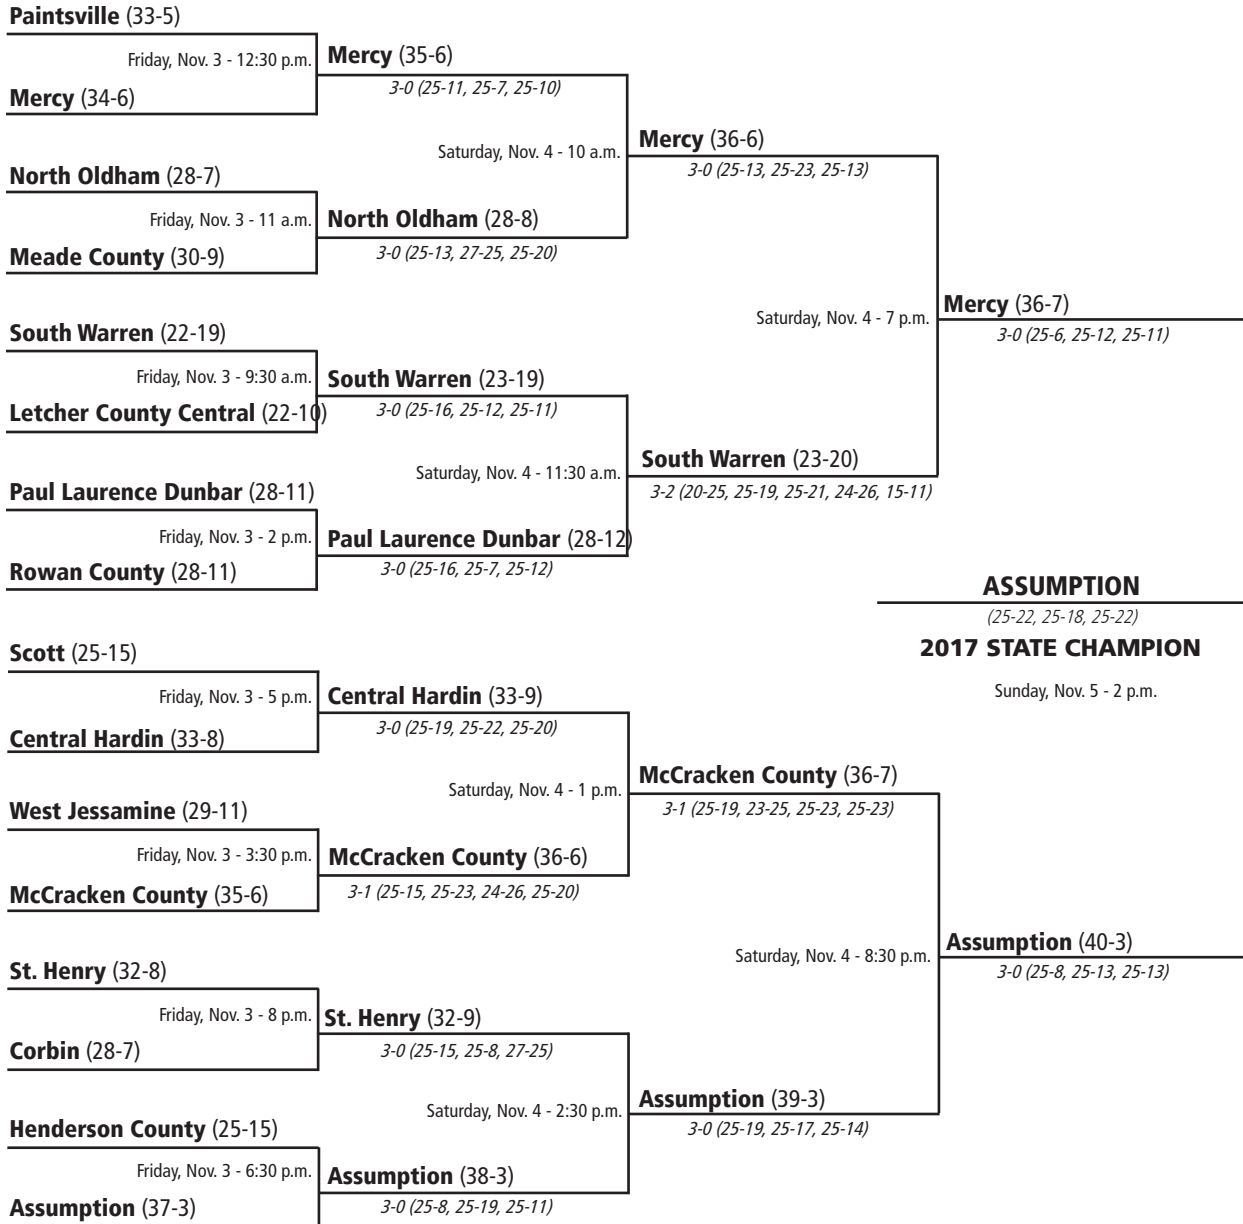 Paintsville (33-5)
Friday, Nov. 3 - 12:30 p.m.
Mercy (34-6)
North Oldham (28-7)
Friday, Nov. 3 - 11 a.m.
Meade County (30-9)
South Warren (22-19)
Friday, Nov. 3 - 9:30 a.m.
Letcher County Central (22-10)
Paul Laurence Dunbar (28-11)
Friday, Nov. 3 - 2 p.m.
Rowan County (28-11)
Scott (25-15)
Friday, Nov. 3 - 5 p.m.
Central Hardin (33-8)
West Jessamine (29-11)
Friday, Nov. 3 - 3:30 p.m.
McCracken County (35-6)
St. Henry (32-8)
Friday, Nov. 3 - 8 p.m.
Corbin (28-7)
Henderson County (25-15)
Friday, Nov. 3 - 6:30 p.m.
Assumption (37-3)
Mercy (35-6)
3-0 (25-11, 25-7, 25-10)
Saturday, Nov. 4 - 10 a.m.
North Oldham (28-8)
3-0 (25-13, 27-25, 25-20)
South Warren (23-19)
3-0 (25-16, 25-12, 25-11)
Saturday, Nov. 4 - 11:30 a.m.
Paul Laurence Dunbar (28-12)
3-0 (25-16, 25-7, 25-12)
Central Hardin (33-9)
3-0 (25-19, 25-22, 25-20)
Saturday, Nov. 4 - 1 p.m.
McCracken County (36-6)
3-1 (25-15, 25-23, 24-26, 25-20)
St. Henry (32-9)
3-0 (25-15, 25-8, 27-25)
Saturday, Nov. 4 - 2:30 p.m.
Assumption (38-3)
3-0 (25-8, 25-19, 25-11)
Mercy (36-6)
3-0 (25-13, 25-23, 25-13)
Saturday, Nov. 4 - 7 p.m.
South Warren (23-20)
3-2 (20-25, 25-19, 25-21, 24-26, 15-11)
McCracken County (36-7)
3-1 (25-19, 23-25, 25-23, 25-23)
Saturday, Nov. 4 - 8:30 p.m.
Assumption (39-3)
3-0 (25-19, 25-17, 25-14)
Mercy (36-7)
3-0 (25-6, 25-12, 25-11)
ASSUMPTION
(25-22, 25-18, 25-22)
2017 STATE CHAMPION
Sunday, Nov. 5 - 2 p.m.
Assumption (40-3)
3-0 (25-8, 25-13, 25-13)